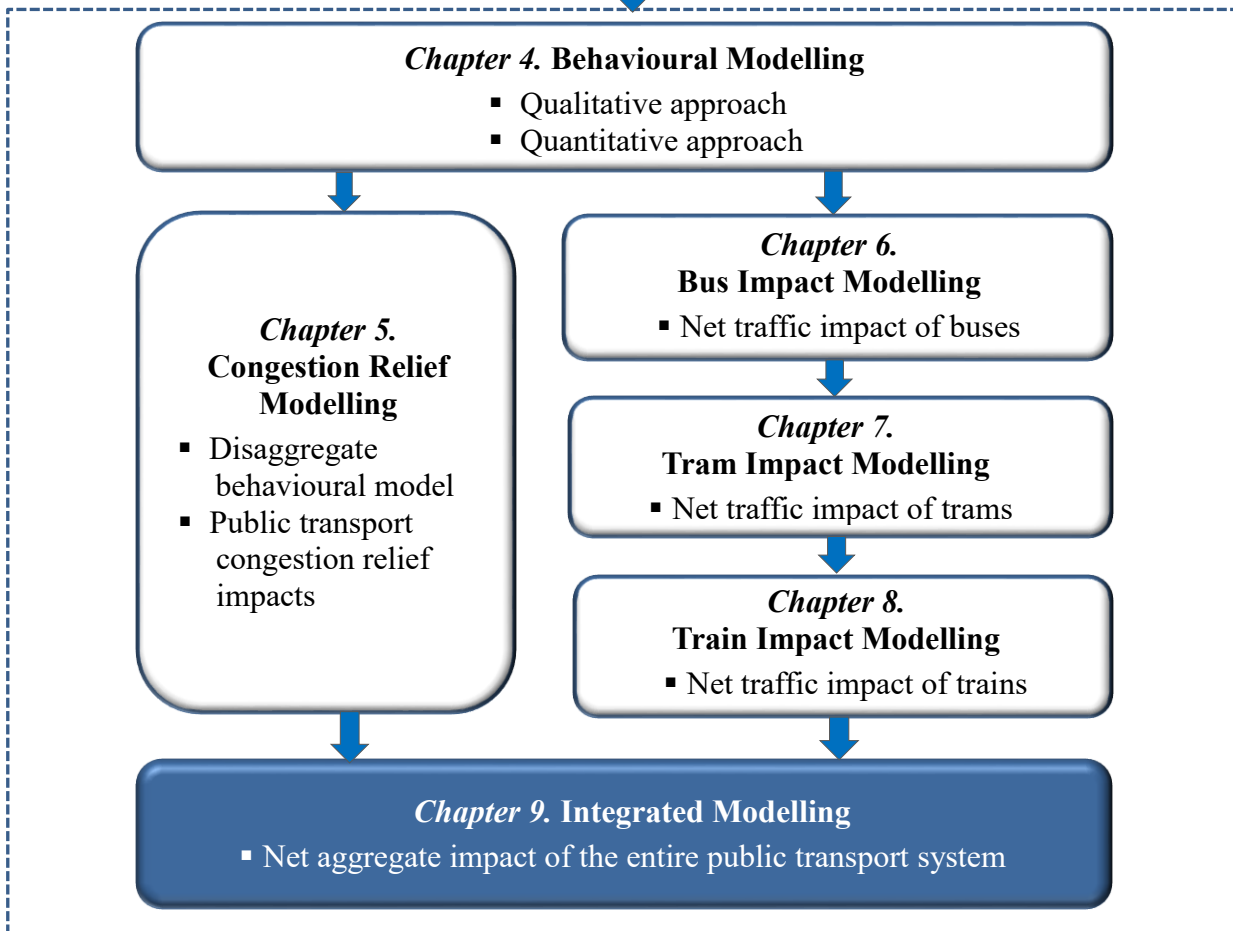 Chapter 4. Behavioural Modelling
▪ Qualitative approach
▪ Quantitative approach
Chapter 5.
Congestion Relief
Modelling
▪ Disaggregate
behavioural model
▪ Public transport
congestion relief
impacts
Chapter 6.
Bus Impact Modelling
▪ Net traffic impact of buses
Chapter 7.
Tram Impact Modelling
▪ Net traffic impact of trams
Chapter 8.
Train Impact Modelling
▪ Net traffic impact of trains
Chapter 9. Integrated Modelling
▪ Net aggregate impact of the entire public transport system